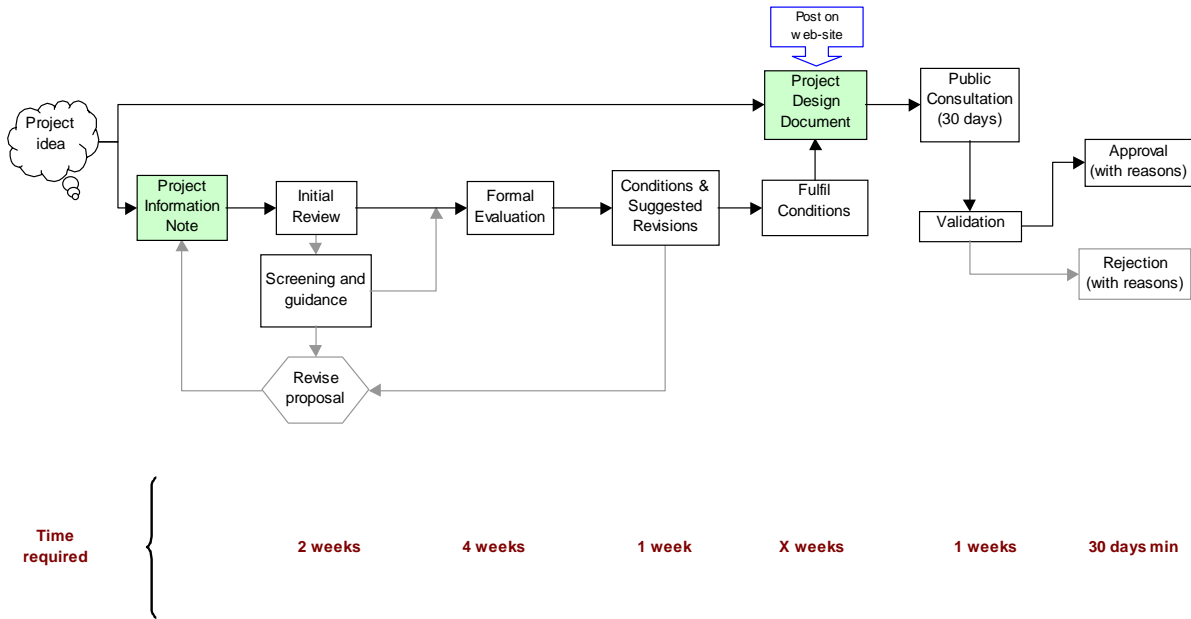 Post on
web-site
Project
Design
Document
Public
Consultation
(30 days)
Project
idea
Approval
(with reasons)
Project
Information
Note
Initial
Review
Formal
Evaluation
Conditions &
Suggested
Revisions
Fulfil
Conditions
Validation
Screening and
guidance
Rejection
(with reasons)
Revise
proposal
Time
required
2 weeks
4 weeks
1 week
X weeks
1 weeks
30 days min